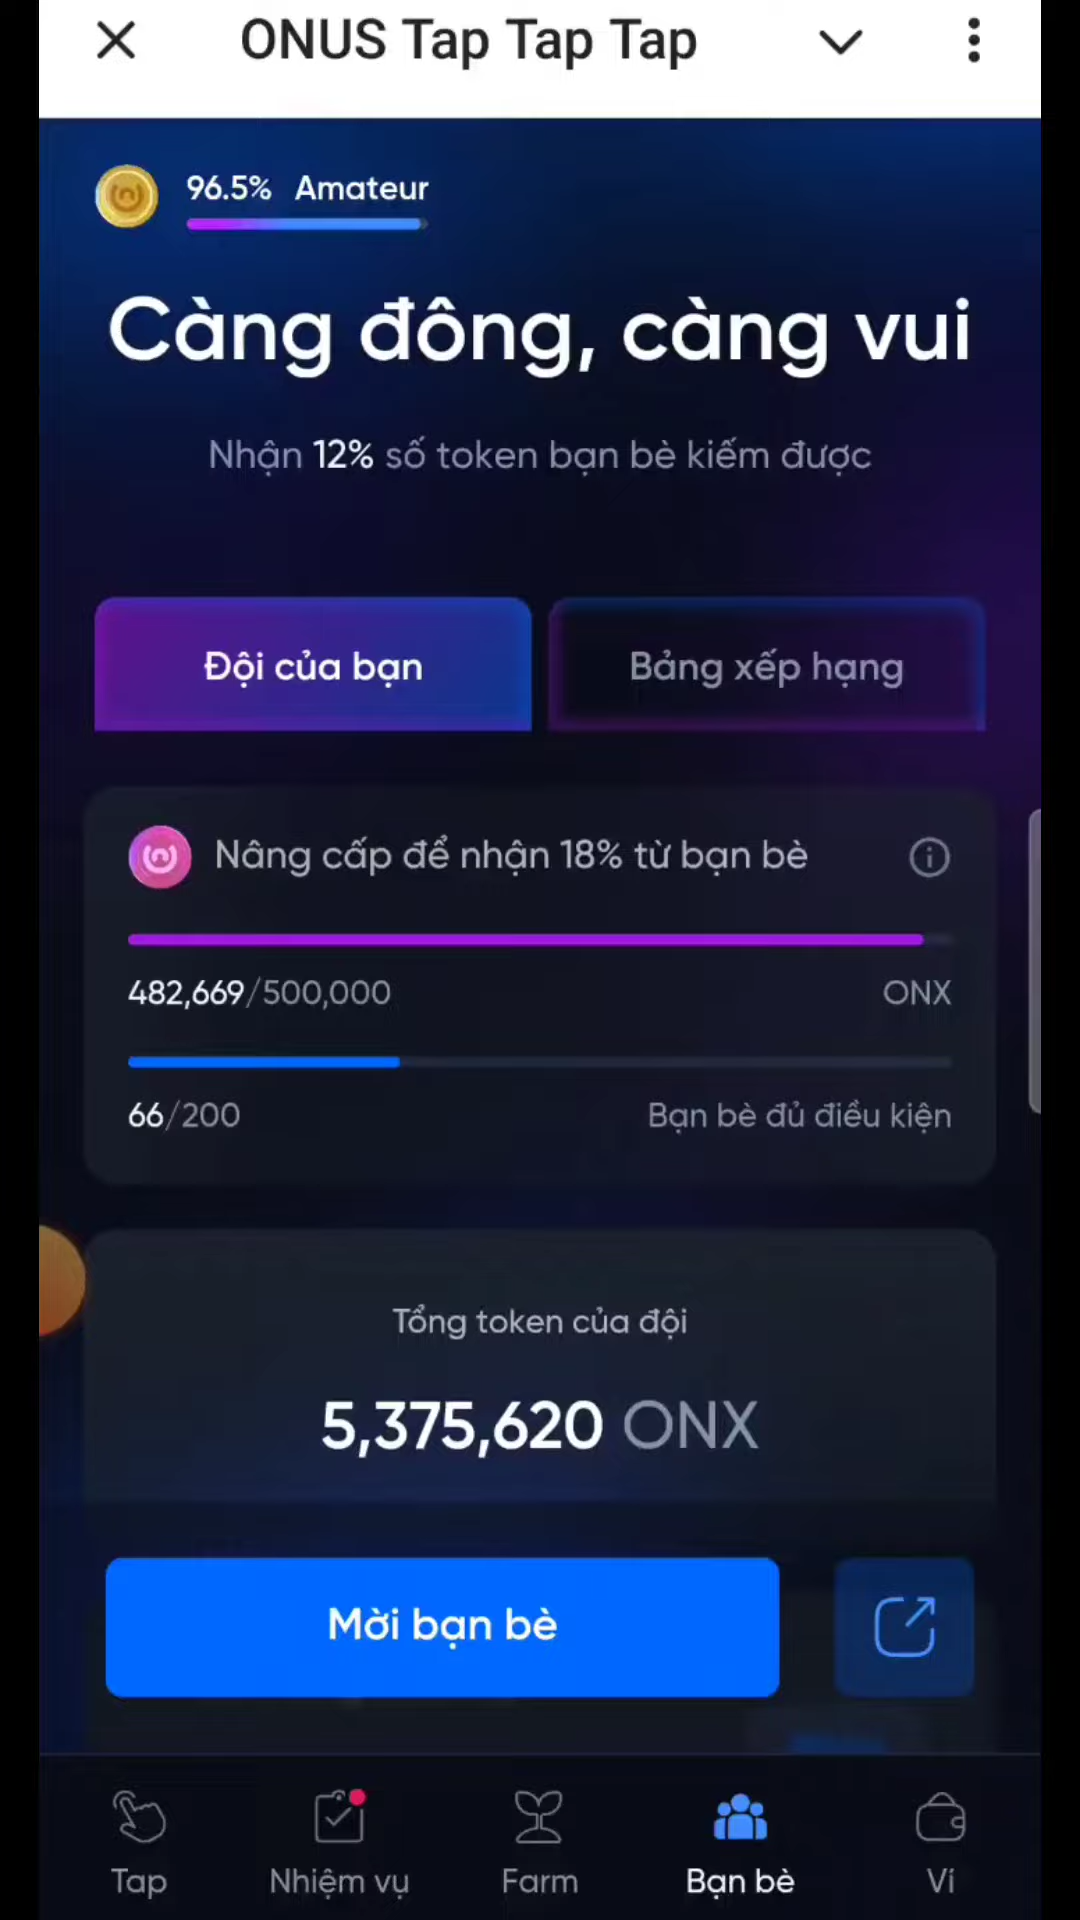 ONUS Tap Tap Tap
96.5% Amateur
Càng đông, càng vui
Nhận 12% số token bạn bè kiếm được
Đội của bạn
Bảng xếp hạng
Nâng cấp để nhận 18% từ bạn bè
482,669/500,000
ONX
66/200
Bạn bè đủ điều kiện
Tổng token của đội
5,375,620 ONX
Mời bạn bè
Tap
Nhiệm vụ
Farm
Bạn bè
Ví